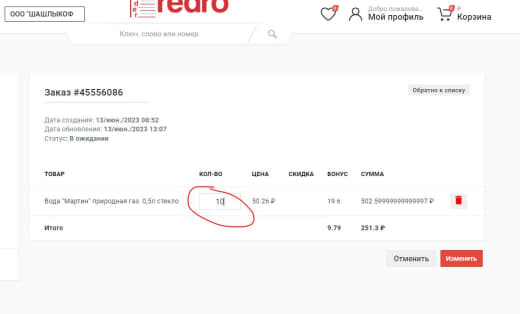 ООО "ШАШЛЫКОФ
der
redro
Добро пожалова...
Мой профиль
₽
Корзина
Ключ. слово или номер
Заказ #45556086
Обратно к списку
Дата создания: 13/июн./2023 08:52
Дата обновления: 13/июн./2023 13:07
Статус: В ожидании
ТОВАР КОЛ-ВО ЦЕНА СКИДКА БОНУС СУММА
Вода "Мартин" природная газ. 0,5л стекло 10 50.26 ₽ 19.6 502.59999999999997 ₽
Итого 9.79 251.3 ₽
Отменить Изменить